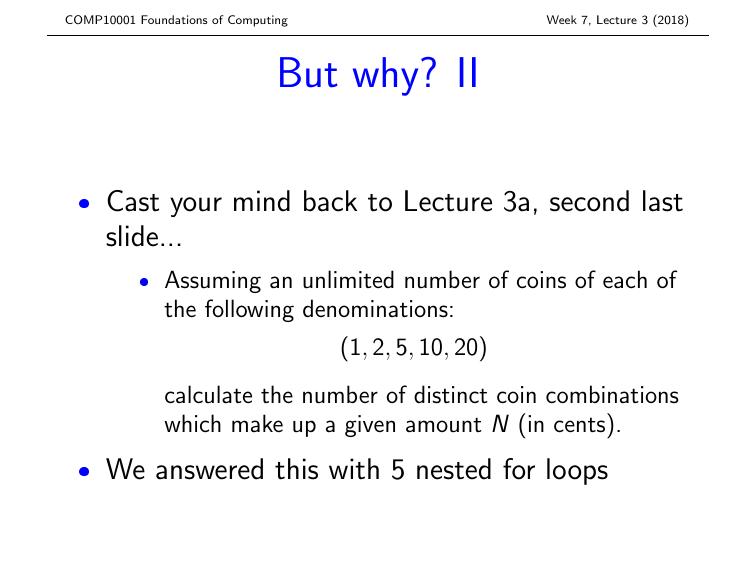 COMP10001 Foundations of Computing Week 7, Lecture 3 (2018)
But why? II
• Cast your mind back to Lecture 3a, second last
slide...
• Assuming an unlimited number of coins of each of
the following denominations:
(1, 2, 5, 10, 20)
calculate the number of distinct coin combinations
which make up a given amount N (in cents).
• We answered this with 5 nested for loops